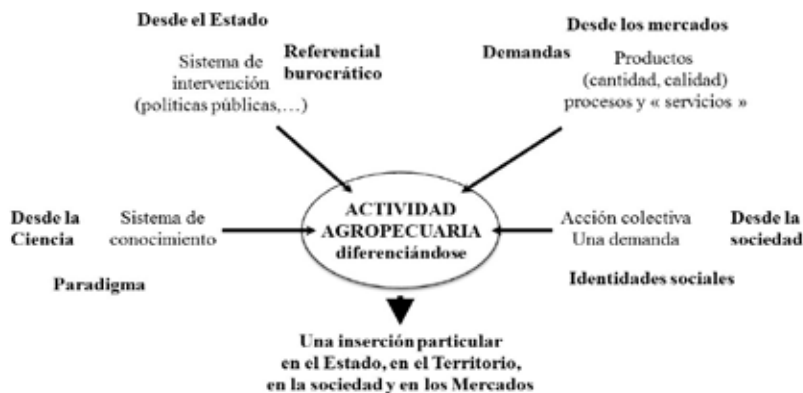 Desde el Estado
Sistema de
intervención
(políticas públicas,…)
Referencial
burocrático
Desde los mercados
Demandas
Productos
(cantidad, calidad)
procesos y « servicios »
Desde la
Ciencia
Sistema de
conocimiento
Paradigma
ACTIVIDAD
AGROPECUARIA
diferenciándose
Acción colectiva
Una demanda
Desde la
sociedad
Identidades sociales
Una inserción particular
en el Estado, en el Territorio,
en la sociedad y en los Mercados